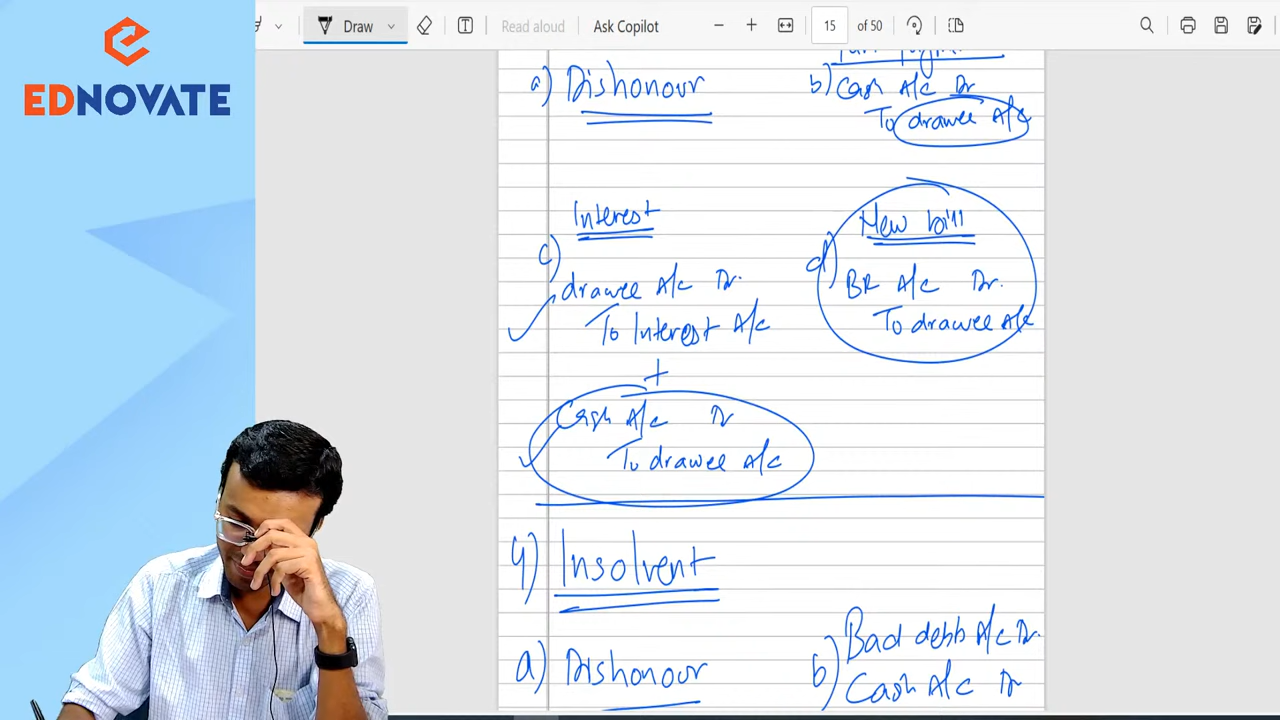 Draw
Read aloud
Ask Copilot
15 of 50
EDNOVATE
a) Dishonour
b) Cash A/c Dr
To drawee A/c
Interest
c)
drawee A/c Dr.
To Interest A/c
+
Cash A/c Dr
To drawee A/c
New bill
d)
BR A/c Dr.
To drawee A/c
4) Insolvent
a) Dishonour
b) Bad debb A/c Dr.
Cash A/c Dr